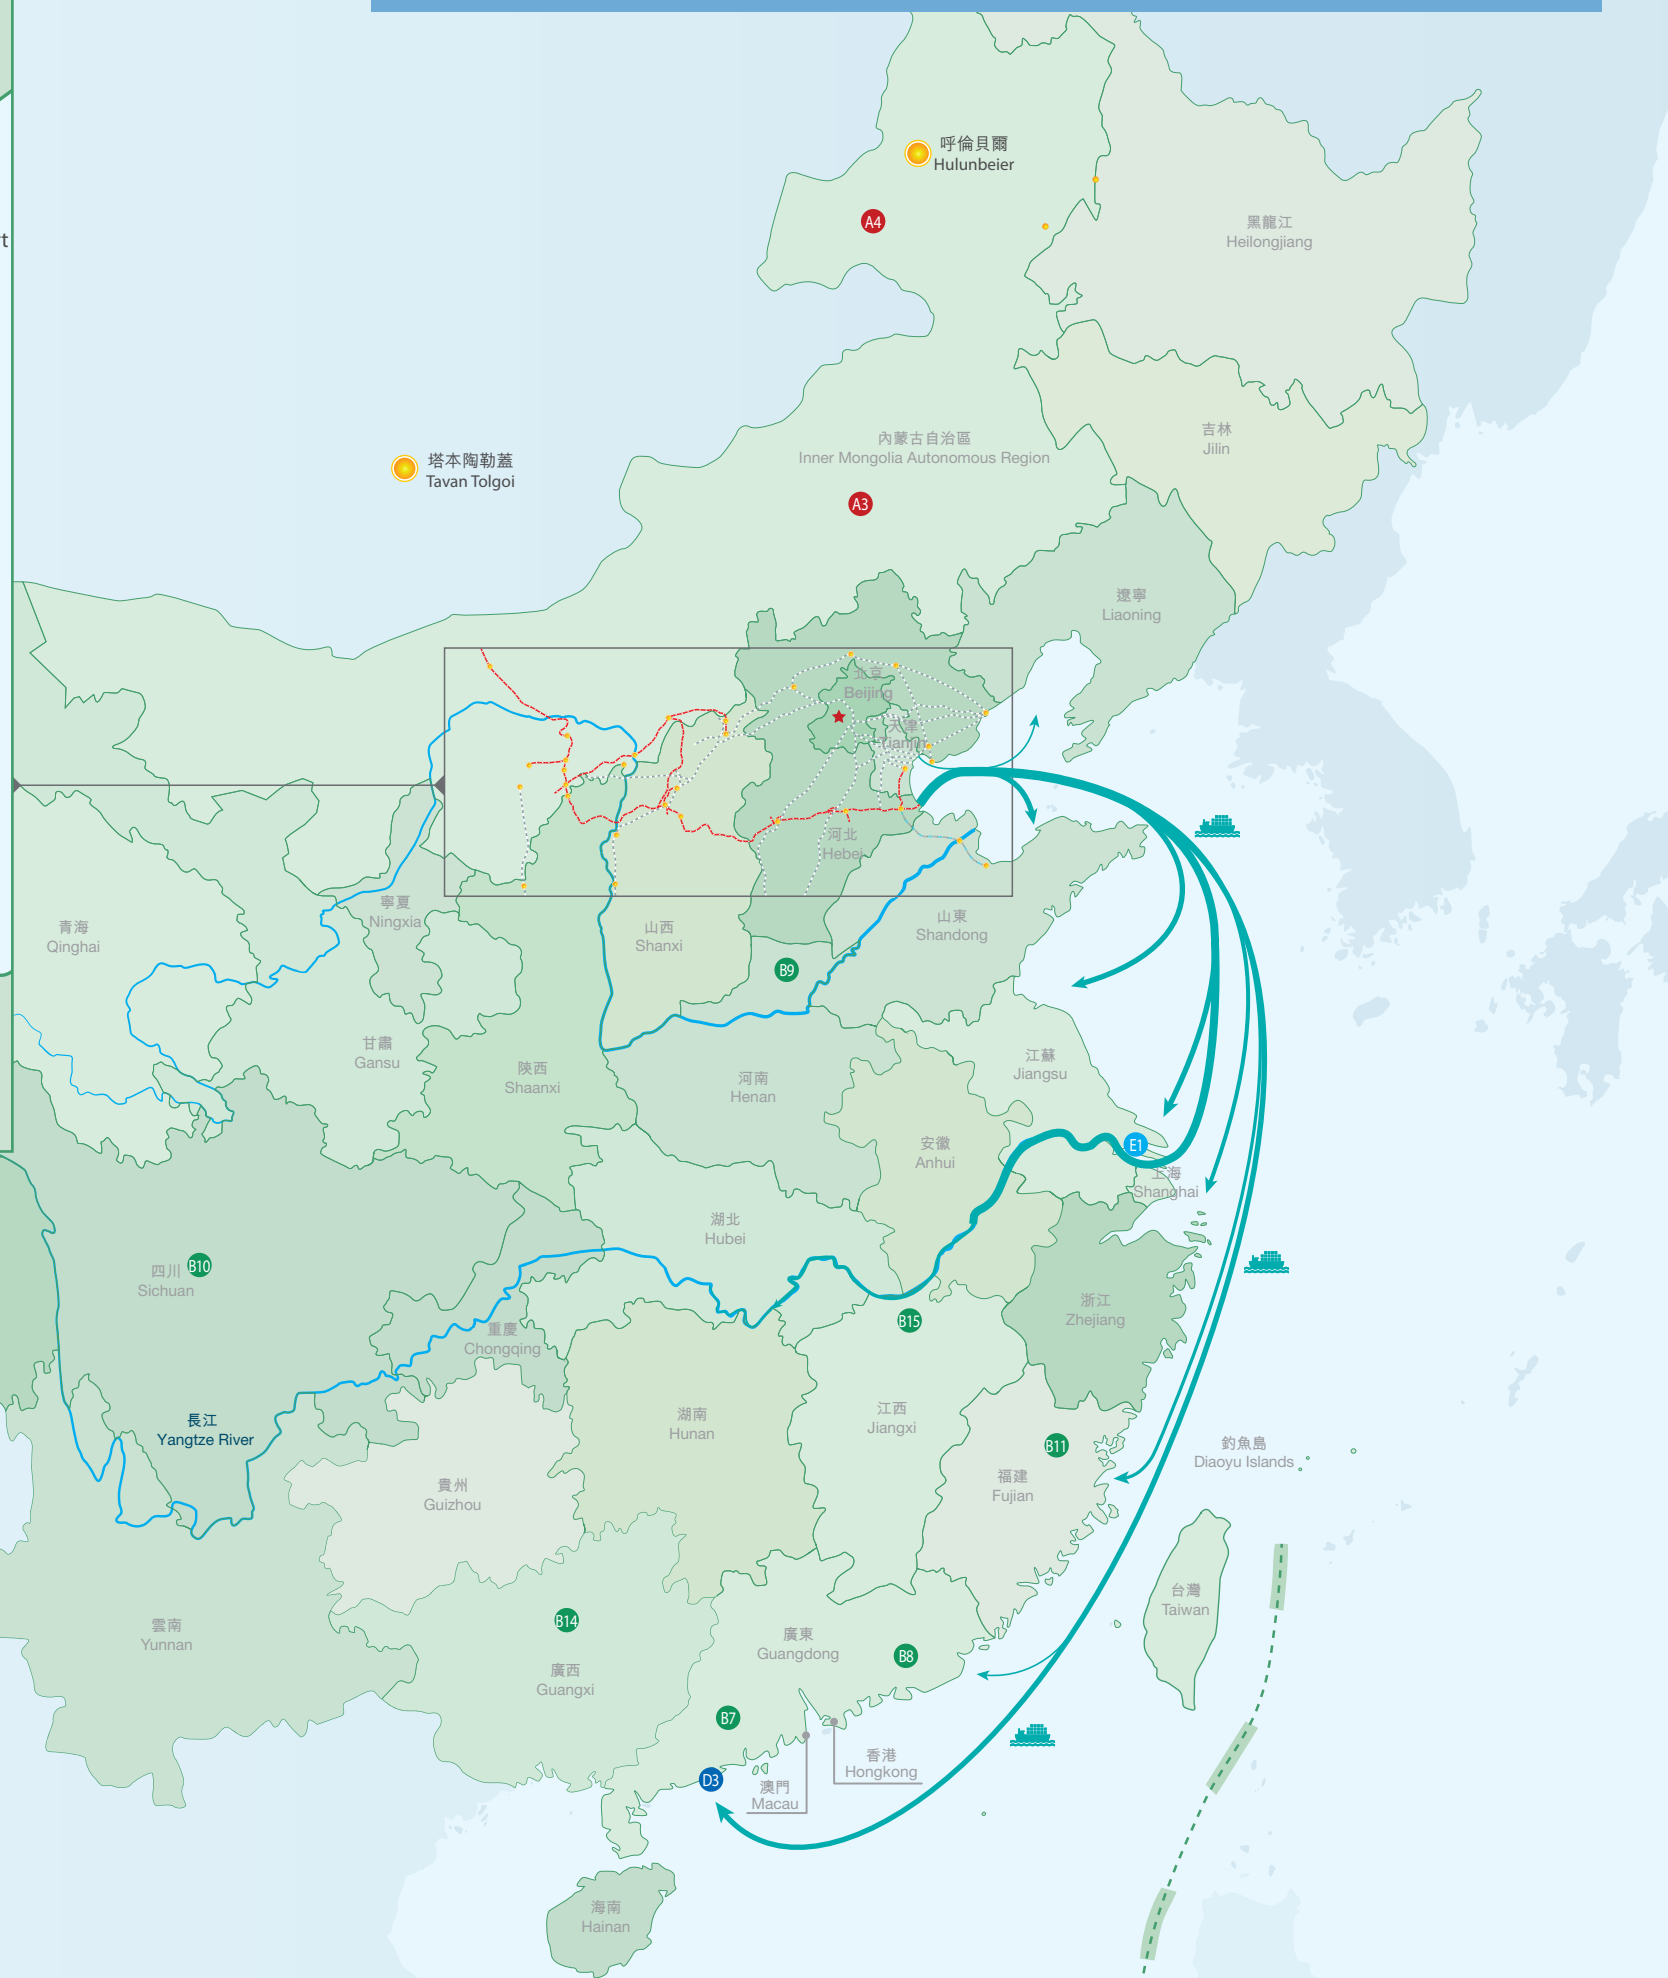 呼倫貝爾
Hulunbeier
A4
黑龍江
Heilongjiang
內蒙古自治區
Inner Mongolia Autonomous Region
吉林
Jilin
塔本陶勒蓋
Tavan Tolgoi
A3
遼寧
Liaoning
北京
Beijing
天津
Tianjin
河北
Hebei
寧夏
Ningxia
青海
Qinghai
山西
Shanxi
山東
Shandong
B9
甘肅
Gansu
陝西
Shaanxi
河南
Henan
江蘇
Jiangsu
安徽
Anhui
E1
上海
Shanghai
湖北
Hubei
四川
Sichuan
B10
重慶
Chongqing
B15
浙江
Zhejiang
長江
Yangtze River
湖南
Hunan
江西
Jiangxi
B11
釣魚島
Diaoyu Islands
貴州
Guizhou
福建
Fujian
台灣
Taiwan
雲南
Yunnan
B14
廣西
Guangxi
廣東
Guangdong
B8
B7
D3
香港
Hongkong
澳門
Macau
海南
Hainan